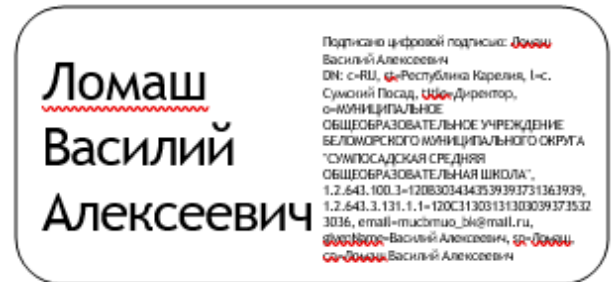 Ломаш
Василий
Алексеевич
Подписано цифровой подписью: Ломаш
Василий Алексеевич
DN: c=RU, st=Республика Карелия, l=с.
Сумский Посад, title=Директор,
o=МУНИЦИПАЛЬНОЕ
ОБЩЕОБРАЗОВАТЕЛЬНОЕ УЧРЕЖДЕНИЕ
БЕЛОМОРСКОГО МУНИЦИПАЛЬНОГО ОКРУГА
"СУМПОСАДСКАЯ СРЕДНЯЯ
ОБЩЕОБРАЗОВАТЕЛЬНАЯ ШКОЛА",
1.2.643.100.3=120B3034343539393731363939,
1.2.643.3.131.1.1=120C31303131303039373532
3036, email=mucbmuo_bk@mail.ru,
givenName=Василий Алексеевич, sn=Ломаш,
cn=Ломаш Василий Алексеевич